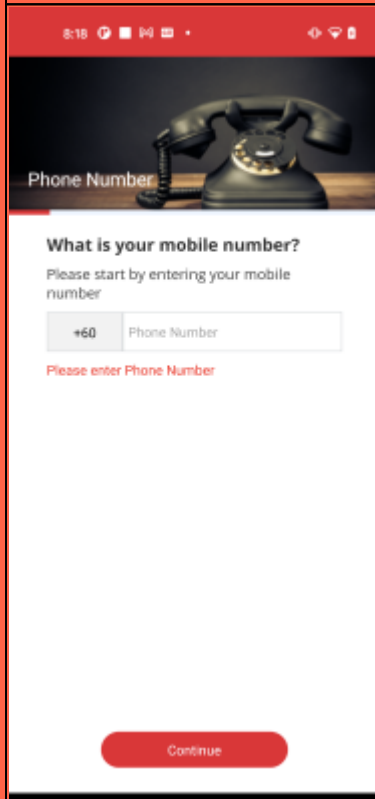 8:18
Phone Number
What is your mobile number?
Please start by entering your mobile
number
+60 Phone Number
Please enter Phone Number
Continue